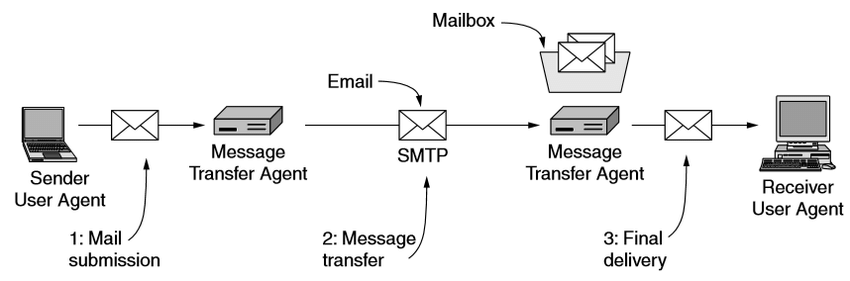 Mailbox
Email
SMTP
Message
Transfer Agent
Message
Transfer Agent
Sender
User Agent
Receiver
User Agent
1: Mail
submission
2: Message
transfer
3: Final
delivery